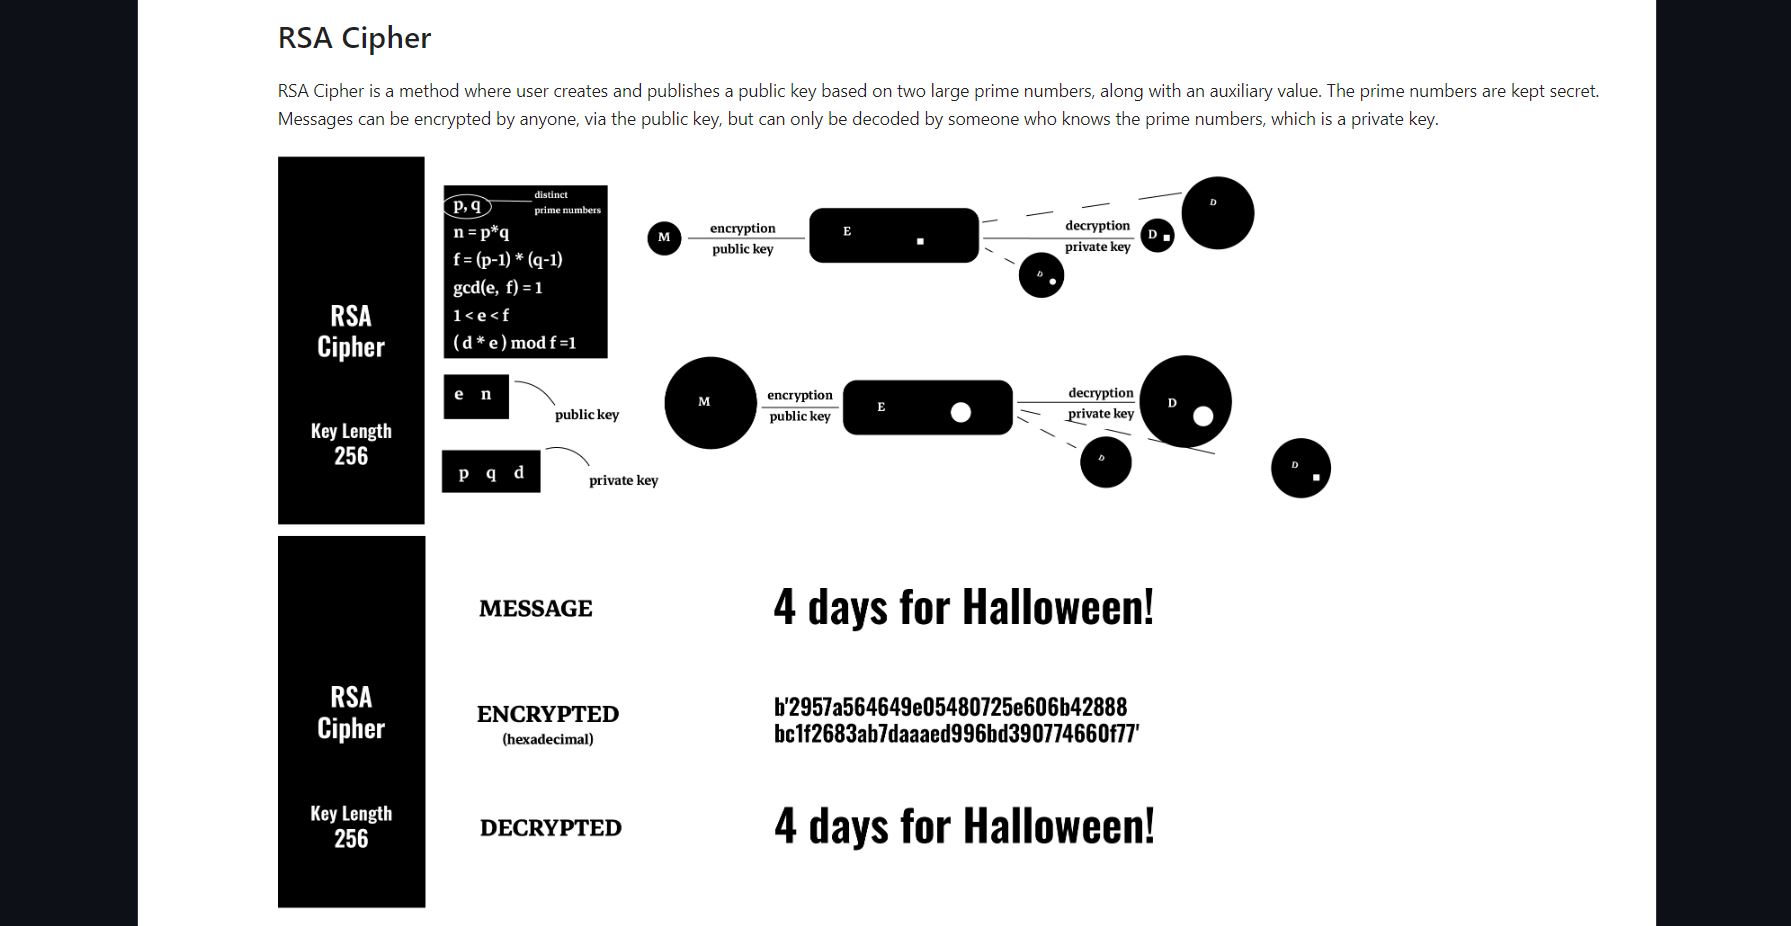 RSA Cipher
RSA Cipher is a method where user creates and publishes a public key based on two large prime numbers, along with an auxiliary value. The prime numbers are kept secret.
Messages can be encrypted by anyone, via the public key, but can only be decoded by someone who knows the prime numbers, which is a private key.
RSA
Cipher
Key Length
256
p, q
distinct
prime numbers
n = p*q
f = (p-1) * (q-1)
gcd(e, f) = 1
1 < e < f
( d * e ) mod f =1
e n
public key
p q d
private key
M
encryption
public key
E
decryption
private key
D
D
D
M
encryption
public key
E
decryption
private key
D
D
D
RSA
Cipher
Key Length
256
MESSAGE
4 days for Halloween!
ENCRYPTED
(hexadecimal)
b'2957a564649e05480725e606b42888
bc1f2683ab7daaaed996bd390774660f77'
DECRYPTED
4 days for Halloween!